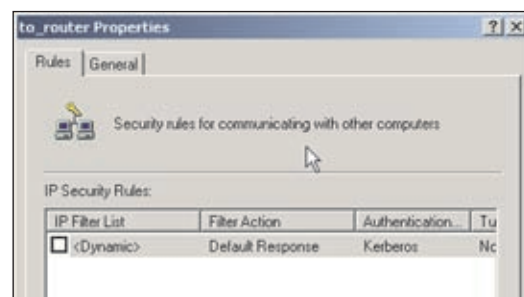 to_router Properties
Rules
General
Security rules for communicating with other computers
IP Security Rules:
IP Filter List Filter Action Authentication... Tu
<Dynamic> Default Response Kerberos Nc